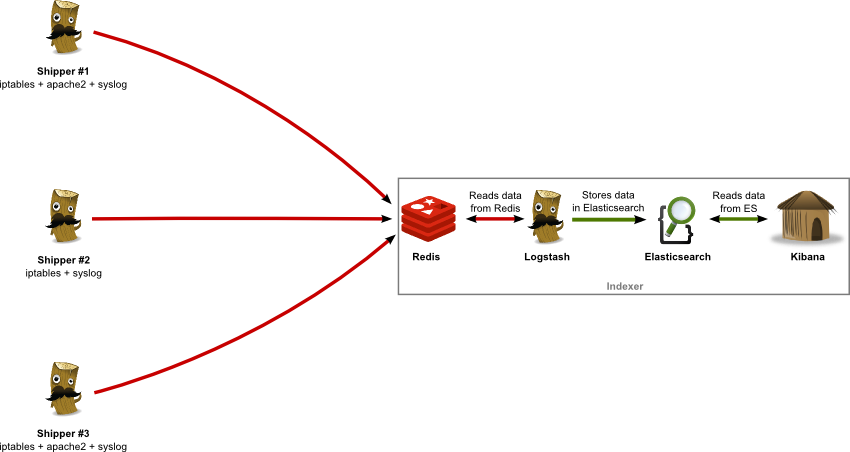 Shipper #1
iptables + apache2 + syslog
Shipper #2
iptables + syslog
Shipper #3
iptables + apache2 + syslog
Reads data
from Redis
Stores data
in Elasticsearch
Reads data
from ES
Redis
Logstash
Elasticsearch
Kibana
Indexer